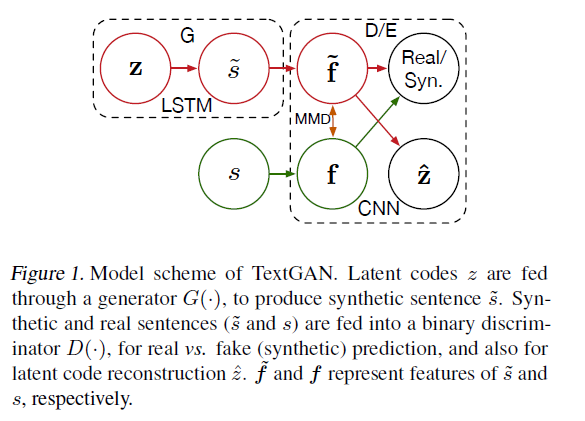 G
D/E
z
s̃
f̃
Real/
Syn.
LSTM
MMD
s
f
ẑ
CNN
Figure 1. Model scheme of TextGAN. Latent codes z are fed
through a generator G(·), to produce synthetic sentence s̃. Syn-
thetic and real sentences (s̃ and s) are fed into a binary discrim-
inator D(·), for real vs. fake (synthetic) prediction, and also for
latent code reconstruction ẑ. f̃ and f represent features of s̃ and
s, respectively.